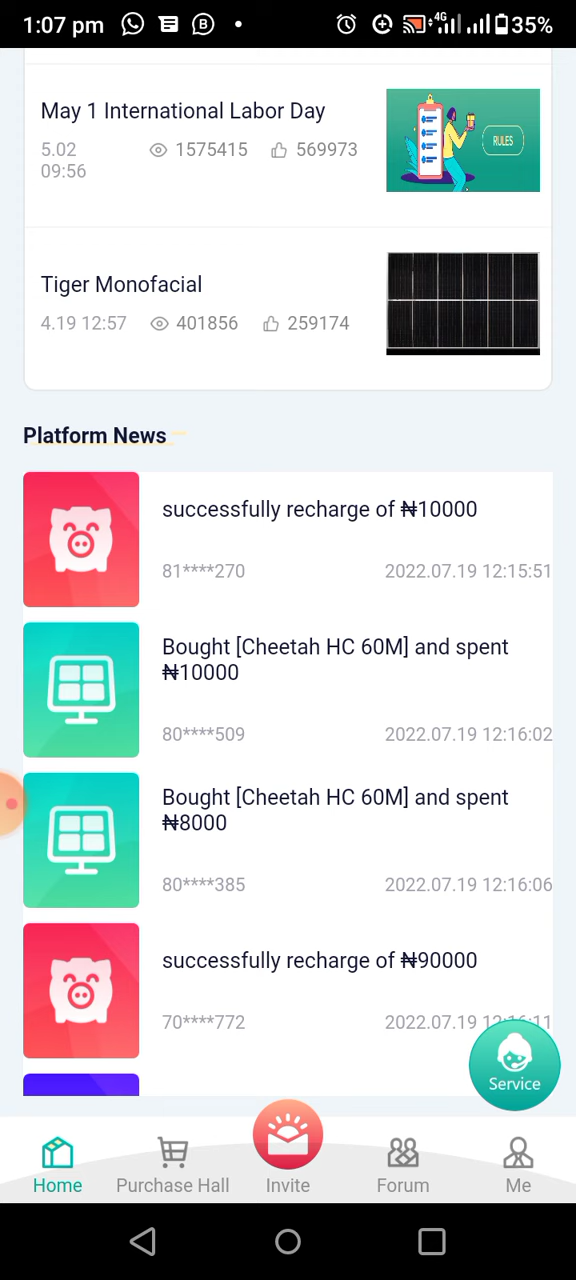 1:07 pm
4G
35%
May 1 International Labor Day
5.02
09:56
1575415
569973
RULES
Tiger Monofacial
4.19 12:57
401856
259174
Platform News
successfully recharge of ₦10000
81****270
2022.07.19 12:15:51
Bought [Cheetah HC 60M] and spent
₦10000
80****509
2022.07.19 12:16:02
Bought [Cheetah HC 60M] and spent
₦8000
80****385
2022.07.19 12:16:06
successfully recharge of ₦90000
70****772
2022.07.19 12:16:11
Service
Home
Purchase Hall
Invite
Forum
Me